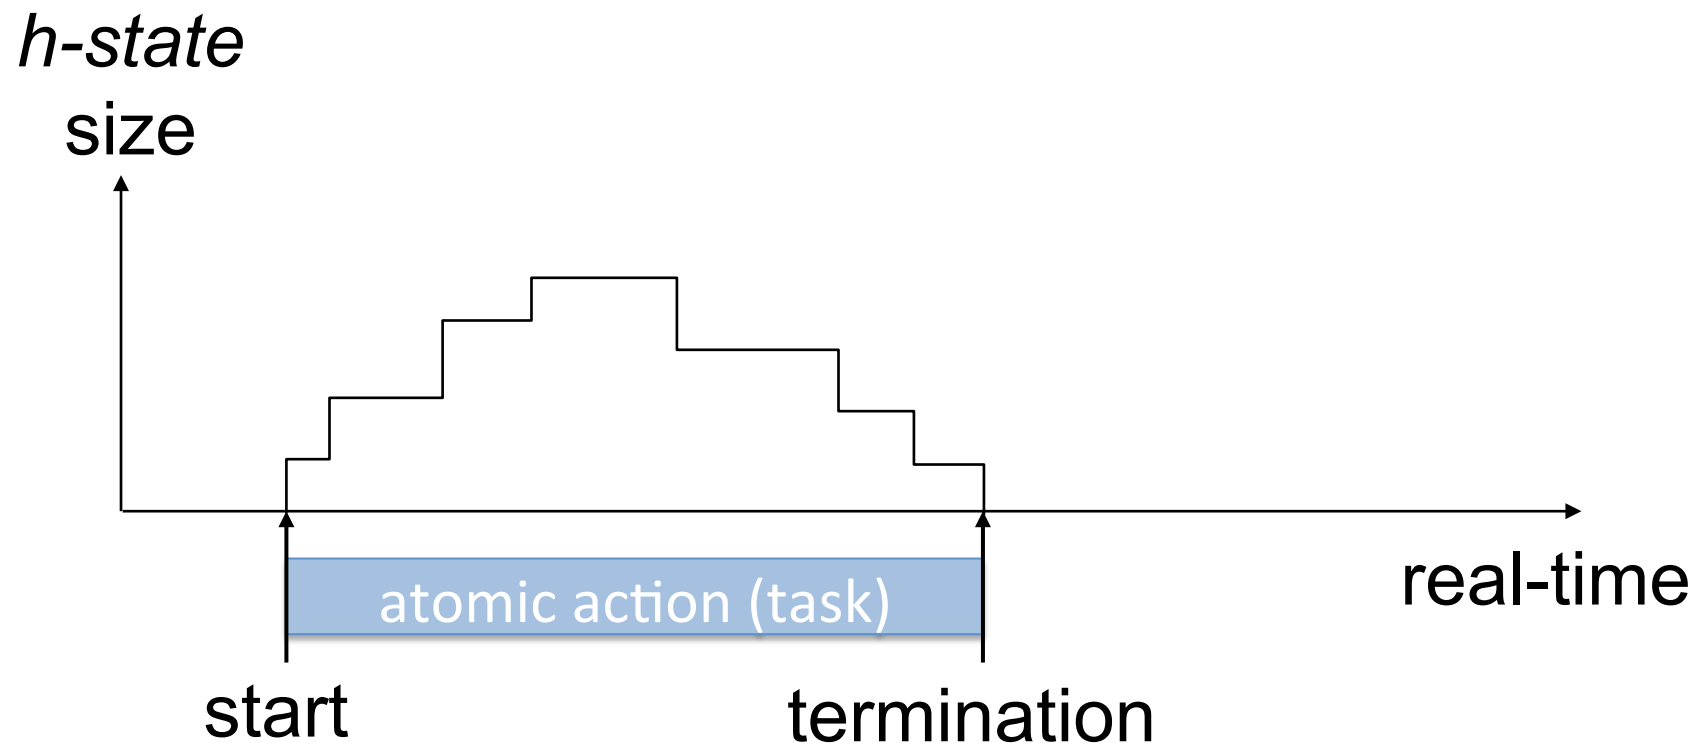 h-state
size
real-time
atomic action (task)
start
termination